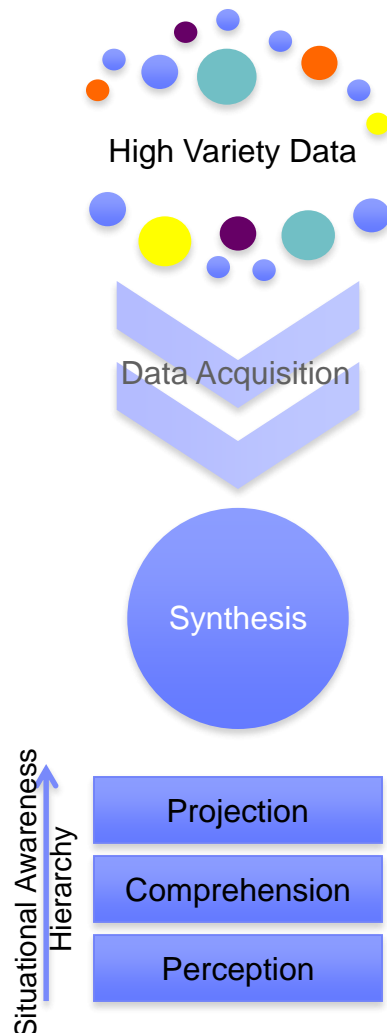 High Variety Data
Data Acquisition
Synthesis
Situational Awareness
Hierarchy
Projection
Comprehension
Perception